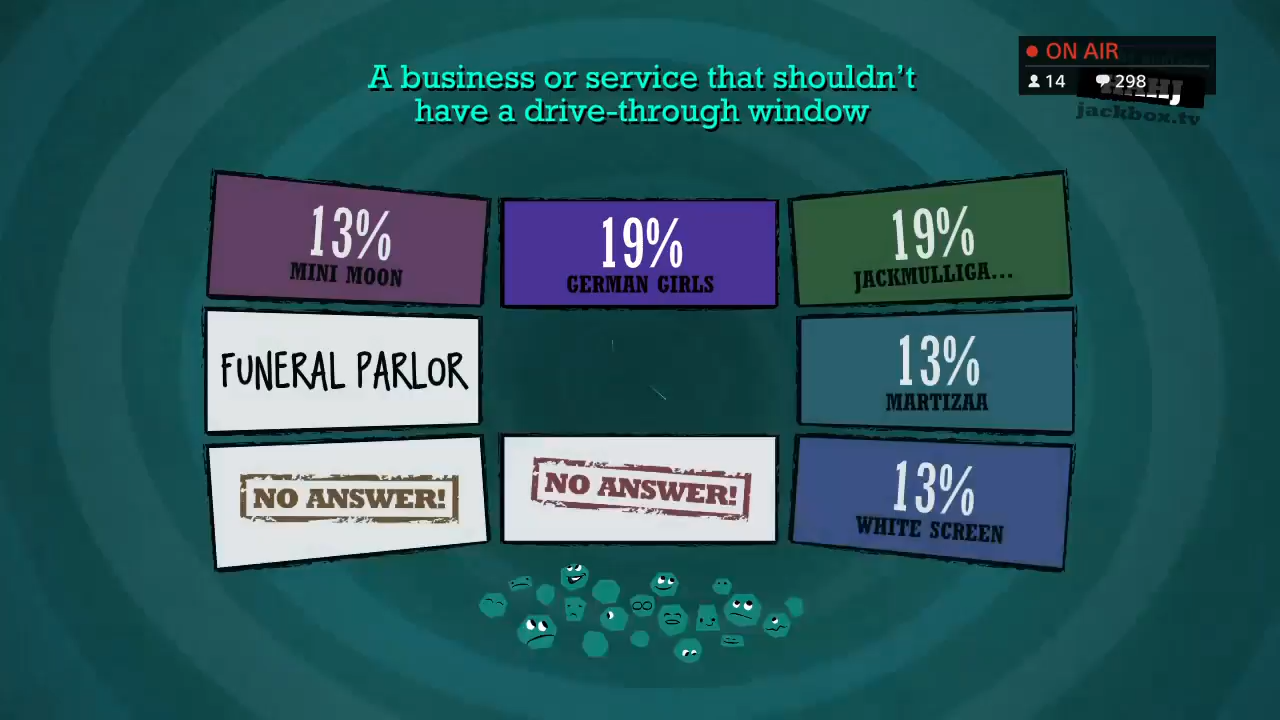 A business or service that shouldn't
have a drive-through window
ON AIR
14 298
jackbox.tv
13%
MINI MOON
19%
GERMAN GIRLS
19%
JACKMULLIGA...
FUNERAL PARLOR
13%
MARTIZAA
NO ANSWER!
NO ANSWER!
13%
WHITE SCREEN